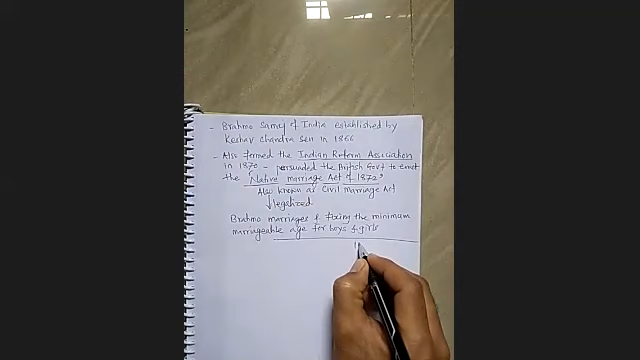 - Brahmo Samaj of India established by
Keshav Chandra Sen in 1866
- Also formed the Indian Reform Association
in 1870 - persuaded the British Govt to enact
the "Native marriage Act of 1872"
Also known as Civil marriage Act
legalized
Brahmo marriages & fixing the minimum
marriageable age for boys & girls